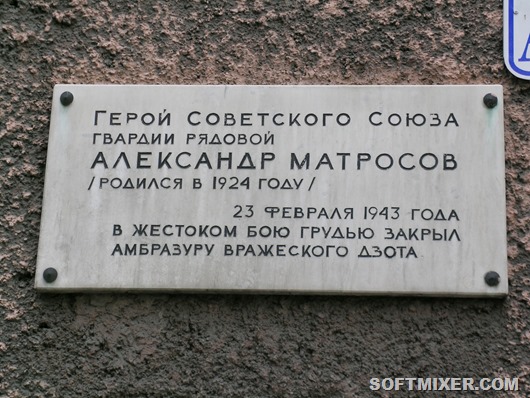 Герой Советского Союза
гвардии рядовой
АЛЕКСАНДР МАТРОСОВ
/РОДИЛСЯ В 1924 ГОДУ/
23 ФЕВРАЛЯ 1943 ГОДА
В ЖЕСТОКОМ БОЮ ГРУДЬЮ ЗАКРЫЛ
АМБРАЗУРУ ВРАЖЕСКОГО ДЗОТА
SOFTMIXER.COM